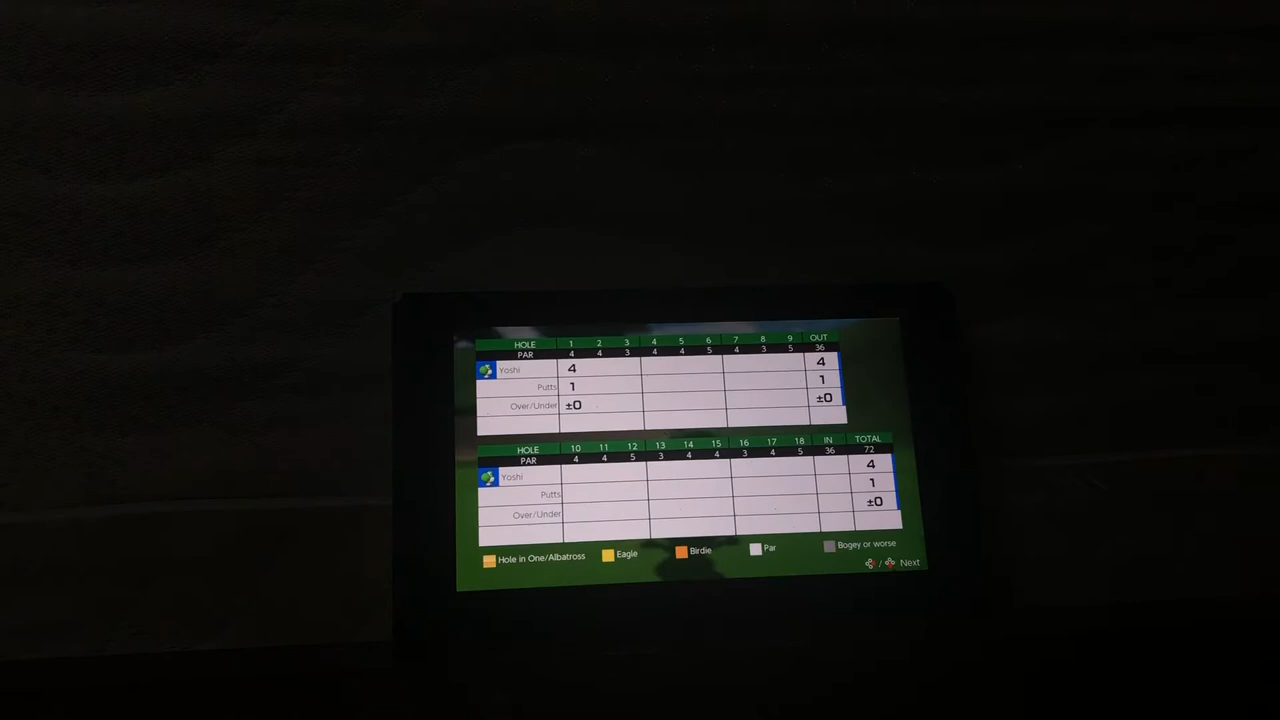 HOLE 1 2 3 4 5 6 7 8 9 OUT
PAR 4 4 3 4 4 5 4 3 5 36
Yoshi 4 4
Putts 1 1
Over/Under ±0 ±0
HOLE 10 11 12 13 14 15 16 17 18 IN TOTAL
PAR 4 4 5 3 4 4 3 4 5 36 72
Yoshi 4
Putts 1
Over/Under ±0
Hole in One/Albatross Eagle Birdie Par Bogey or worse
/ Next